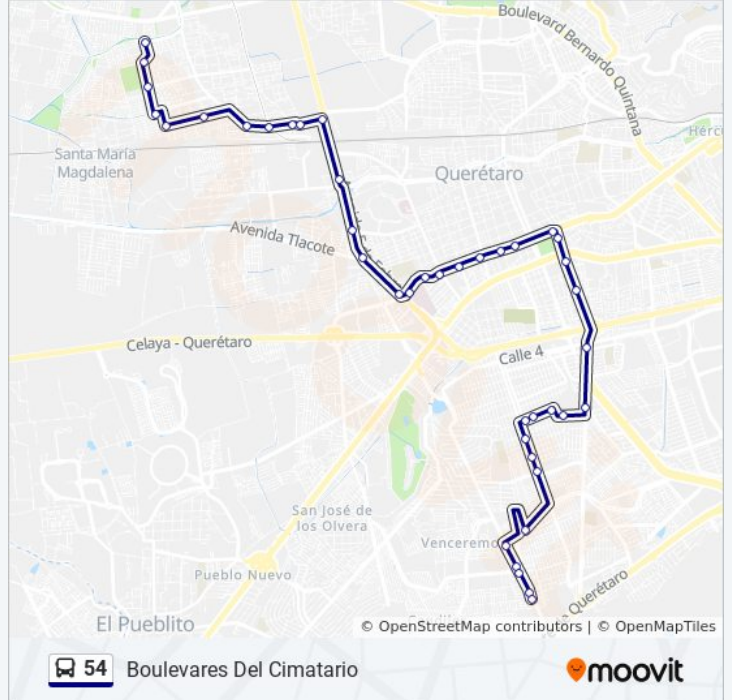 Boulevard Bernardo Quintana
Santa María
Magdalena
Querétaro
Avenida Tlacote
Celaya - Querétaro
Calle 4
San José de
los Olvera
Pueblo Nuevo
El Pueblito
Querétaro
© OpenStreetMap contributors | © OpenMapTiles
54 Boulevares Del Cimatario
moovit